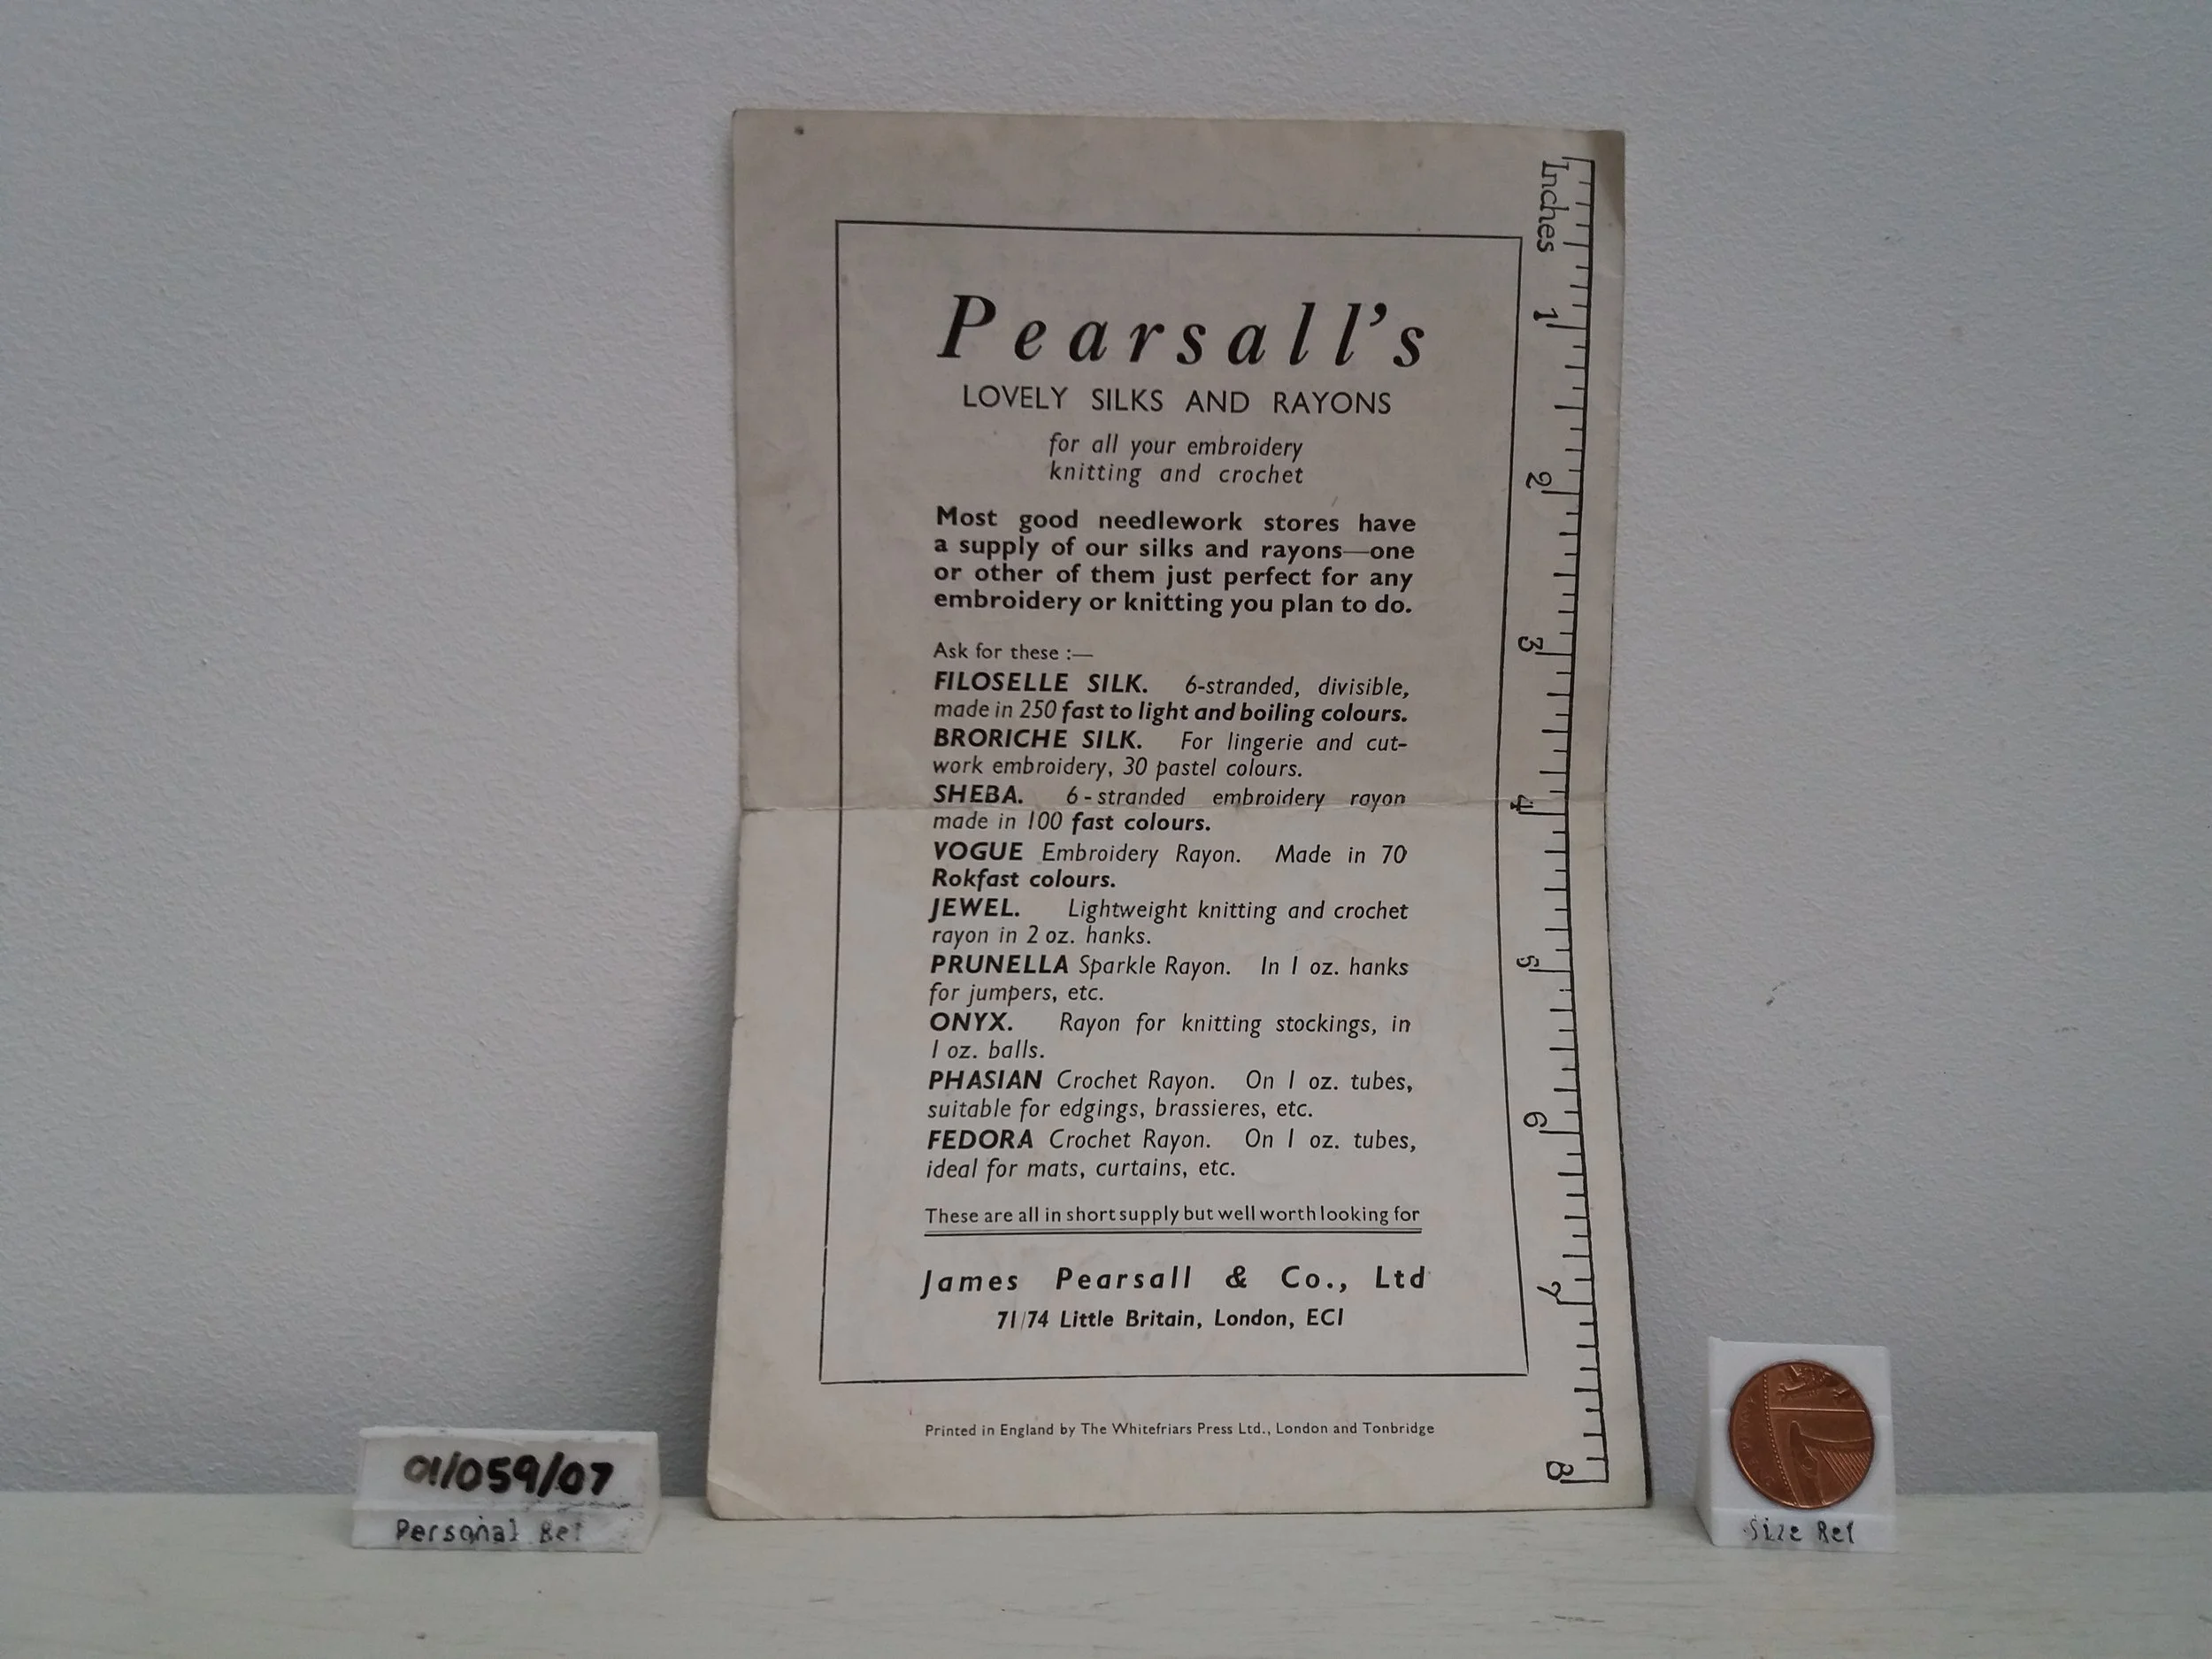 Pearsall's
LOVELY SILKS AND RAYONS
for all your embroidery
knitting and crochet
Most good needlework stores have
a supply of our silks and rayons—one
or other of them just perfect for any
embroidery or knitting you plan to do.
Ask for these :—
FILOSELLE SILK. 6-stranded, divisible,
made in 250 fast to light and boiling colours.
BRORICHE SILK. For lingerie and cut-
work embroidery, 30 pastel colours.
SHEBA. 6-stranded embroidery rayon
made in 100 fast colours.
VOGUE Embroidery Rayon. Made in 70
Rokfast colours.
JEWEL. Lightweight knitting and crochet
rayon in 2 oz. hanks.
PRUNELLA Sparkle Rayon. In 1 oz. hanks
for jumpers, etc.
ONYX. Rayon for knitting stockings, in
1 oz. balls.
PHASIAN Crochet Rayon. On 1 oz. tubes,
suitable for edgings, brassieres, etc.
FEDORA Crochet Rayon. On 1 oz. tubes,
ideal for mats, curtains, etc.
These are all in short supply but well worth looking for
James Pearsall & Co., Ltd
71/74 Little Britain, London, EC1
Printed in England by The Whitefriars Press Ltd., London and Tonbridge
Inches 1 2 3 4 5 6 7 8
01/059/07
Personal Ref
Size Ref